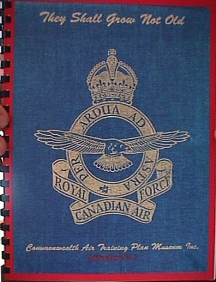 They Shall Grow Not Old
PER ARDUA AD ASTRA
ROYAL
FORCE
CANADIAN AIR
Commonwealth Air Training Plan Museum Inc.